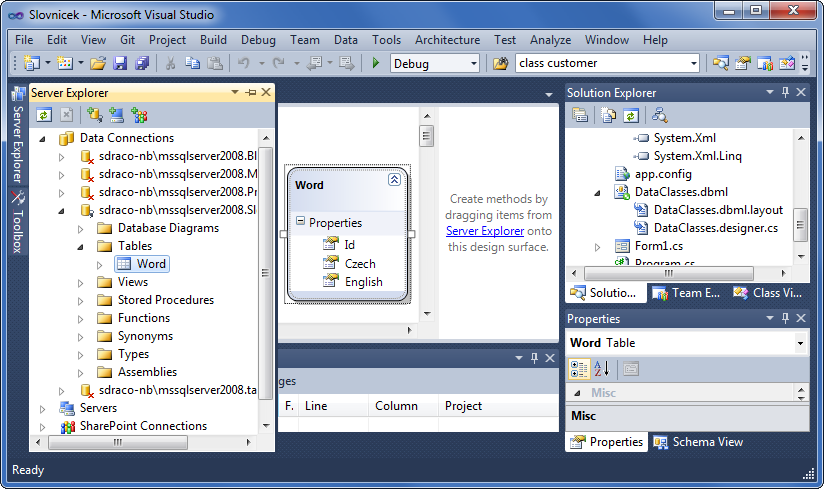 Slovnicek - Microsoft Visual Studio
File Edit View Git Project Build Debug Team Data Tools Architecture Test Analyze Window Help
Debug
class customer
Server Explorer
Toolbox
Server Explorer
Data Connections
sdraco-nb\mssqlserver2008.Bl
sdraco-nb\mssqlserver2008.M
sdraco-nb\mssqlserver2008.Pr
sdraco-nb\mssqlserver2008.Sl
Database Diagrams
Tables
Word
Views
Stored Procedures
Functions
Synonyms
Types
Assemblies
sdraco-nb\mssqlserver2008.ta
Servers
SharePoint Connections
Word
Properties
Id
Czech
English
Create methods by
dragging items from
Server Explorer onto
this design surface.
ges
F. Line Column Project
Solution Explorer
System.Xml
System.Xml.Linq
app.config
DataClasses.dbml
DataClasses.dbml.layout
DataClasses.designer.cs
Form1.cs
Program.cs
Solutio... Team E... Class Vi...
Properties
Word Table
Misc
Misc
Properties Schema View
Ready